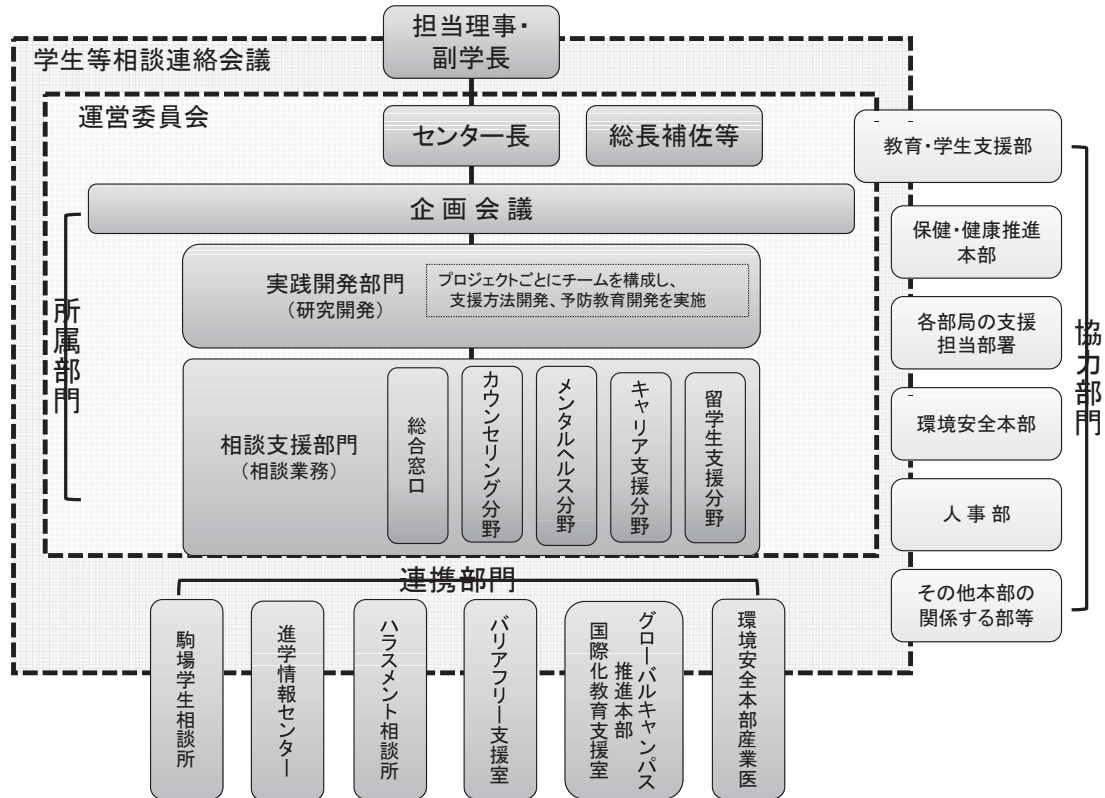 担当理事・
副学長
学生等相談連絡会議
運営委員会
センター長
総長補佐等
企画会議
実践開発部門
（研究開発）
プロジェクトごとにチームを構成し、
支援方法開発、予防教育開発を実施
所属部門
相談支援部門
（相談業務）
総合窓口
カウンセリング分野
メンタルヘルス分野
キャリア支援分野
留学生支援分野
教育・学生支援部
保健・健康推進
本部
各部局の支援
担当部署
環境安全本部
人事部
その他本部の
関係する部等
協力部門
連携部門
駒場学生相談所
進学情報センター
ハラスメント相談所
バリアフリー支援室
グローバルキャンパス
推進本部
国際化教育支援室
環境安全本部産業医